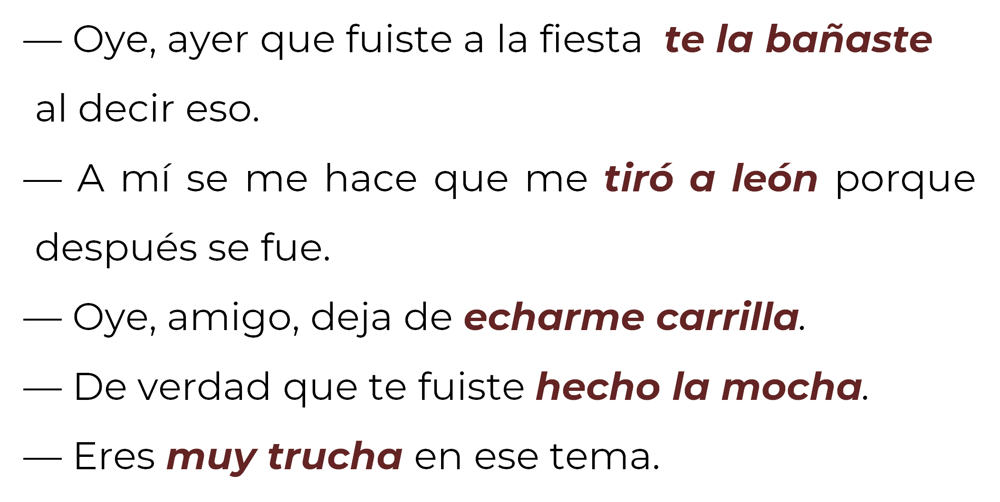 — Oye, ayer que fuiste a la fiesta te la bañaste
al decir eso.
— A mí se me hace que me tiró a león porque
después se fue.
— Oye, amigo, deja de echarme carrilla.
— De verdad que te fuiste hecho la mocha.
— Eres muy trucha en ese tema.